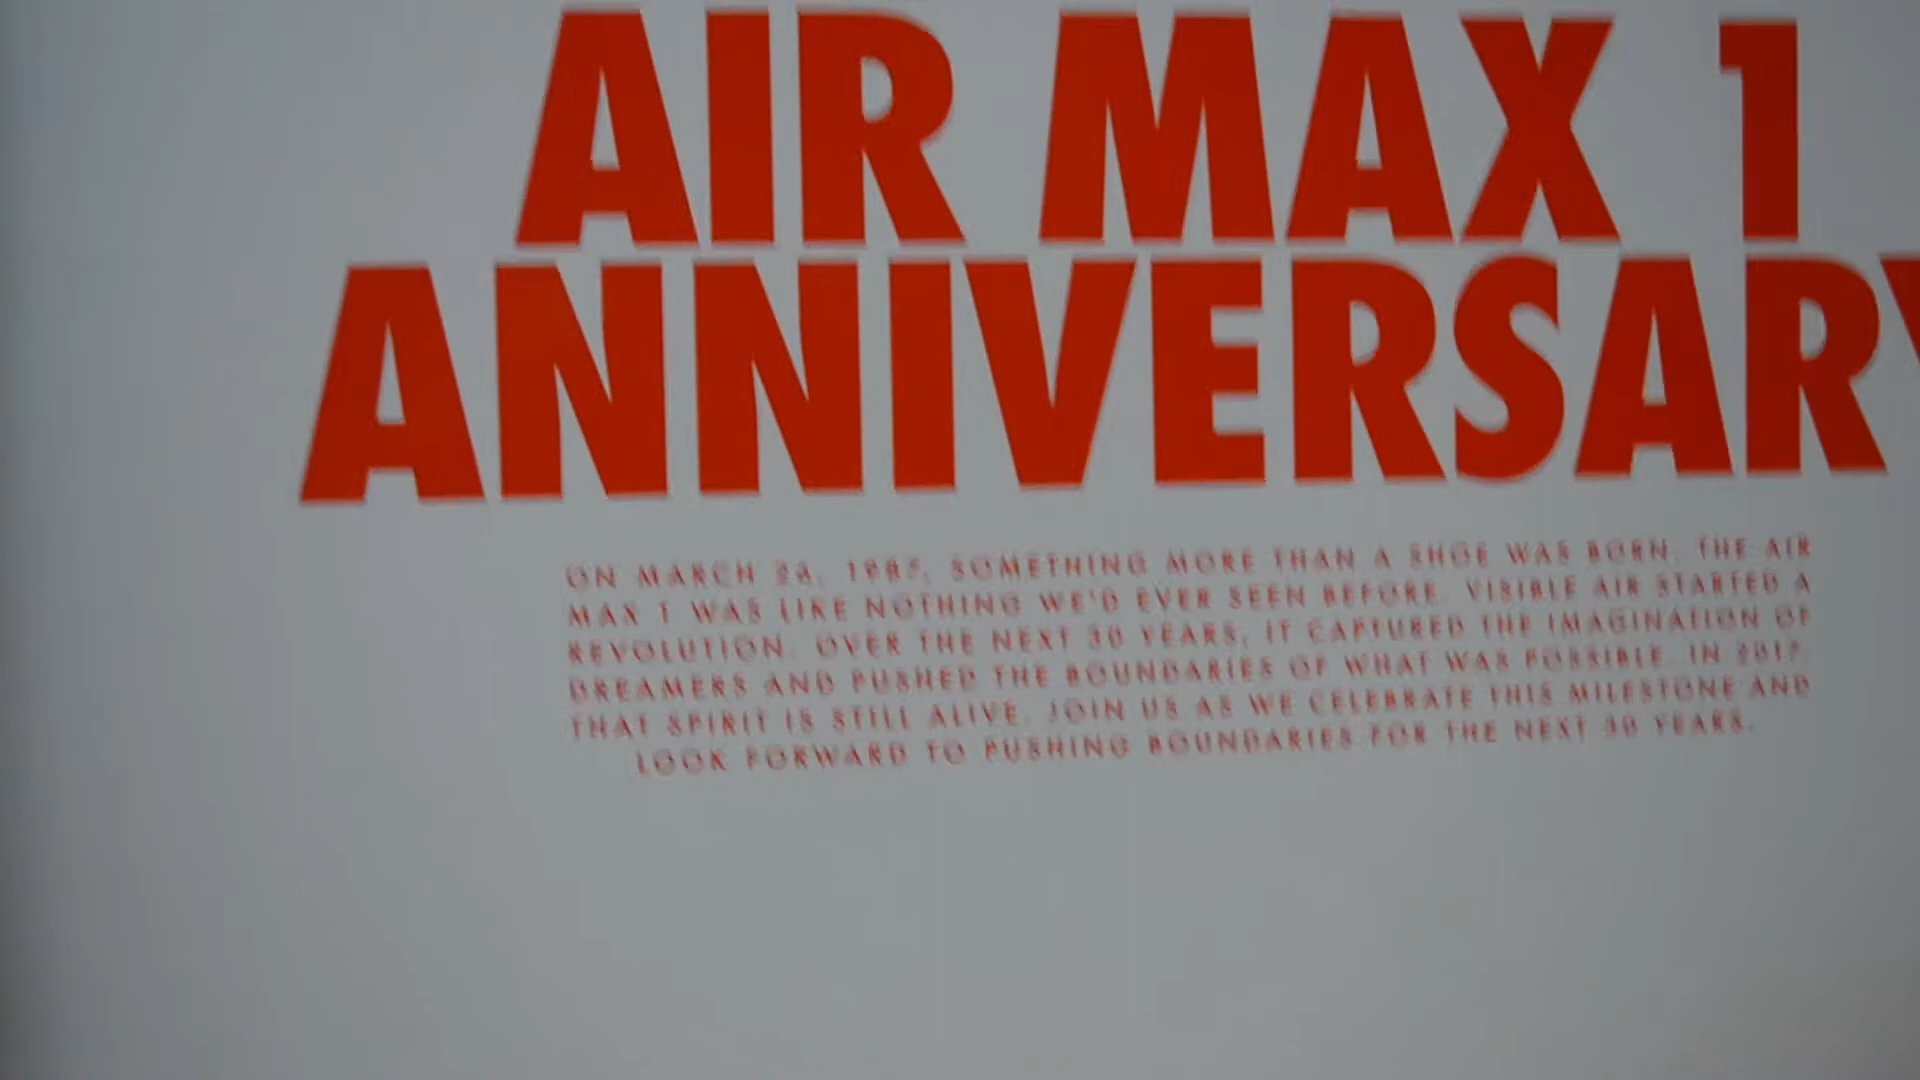 AIR MAX 1
ANNIVERSARY
ON MARCH 26, 1987, SOMETHING MORE THAN A SHOE WAS BORN. THE AIR
MAX 1 WAS LIKE NOTHING WE'D EVER SEEN BEFORE. VISIBLE AIR STARTED A
REVOLUTION. OVER THE NEXT 30 YEARS, IT CAPTURED THE IMAGINATION OF
DREAMERS AND PUSHED THE BOUNDARIES OF WHAT WAS POSSIBLE. IN 2017,
THAT SPIRIT IS STILL ALIVE. JOIN US AS WE CELEBRATE THIS MILESTONE AND
LOOK FORWARD TO PUSHING BOUNDARIES FOR THE NEXT 30 YEARS.